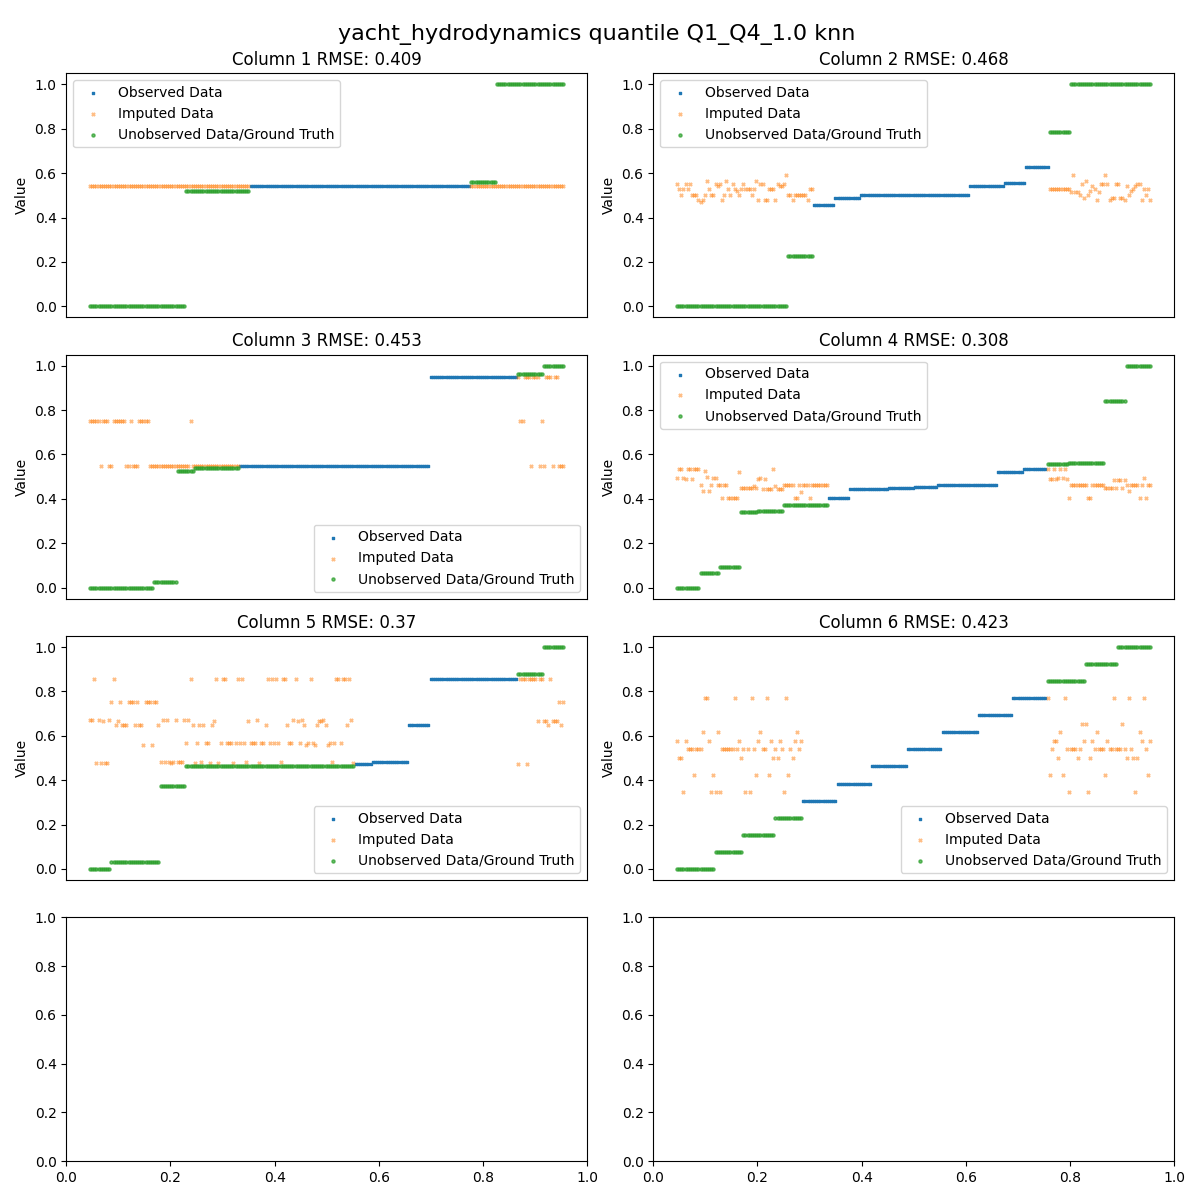 yacht_hydrodynamics quantile Q1_Q4_1.0 knn
Column 1 RMSE: 0.409
Value
1.0
0.8
0.6
0.4
0.2
0.0
Observed Data
Imputed Data
Unobserved Data/Ground Truth
Column 2 RMSE: 0.468
Value
1.0
0.8
0.6
0.4
0.2
0.0
Observed Data
Imputed Data
Unobserved Data/Ground Truth
Column 3 RMSE: 0.453
Value
1.0
0.8
0.6
0.4
0.2
0.0
Observed Data
Imputed Data
Unobserved Data/Ground Truth
Column 4 RMSE: 0.308
Value
1.0
0.8
0.6
0.4
0.2
0.0
Observed Data
Imputed Data
Unobserved Data/Ground Truth
Column 5 RMSE: 0.37
Value
1.0
0.8
0.6
0.4
0.2
0.0
Observed Data
Imputed Data
Unobserved Data/Ground Truth
Column 6 RMSE: 0.423
Value
1.0
0.8
0.6
0.4
0.2
0.0
Observed Data
Imputed Data
Unobserved Data/Ground Truth
1.0
0.8
0.6
0.4
0.2
0.0
0.0 0.2 0.4 0.6 0.8 1.0
1.0
0.8
0.6
0.4
0.2
0.0
0.0 0.2 0.4 0.6 0.8 1.0